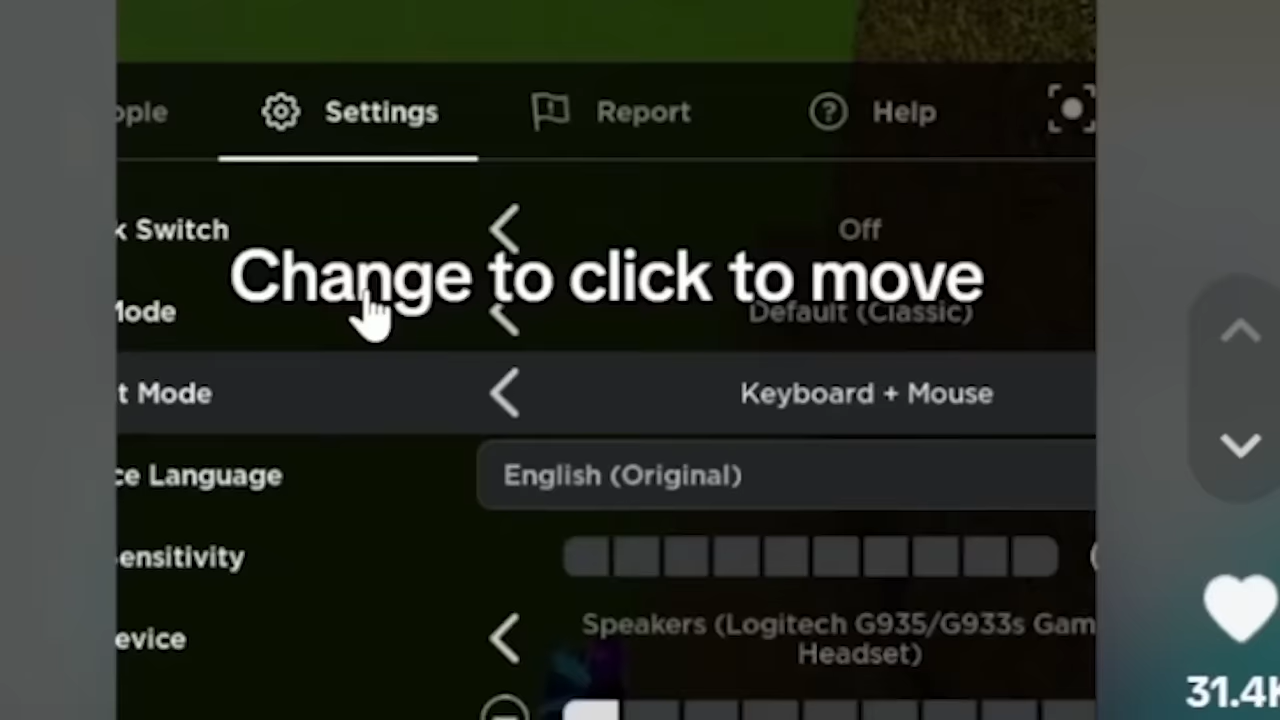 ople Settings Report Help
k Switch Off
Change to click to move
Mode Default (Classic)
t Mode Keyboard + Mouse
ce Language English (Original)
ensitivity
evice Speakers (Logitech G935/G933s Gam
Headset)
31.4K